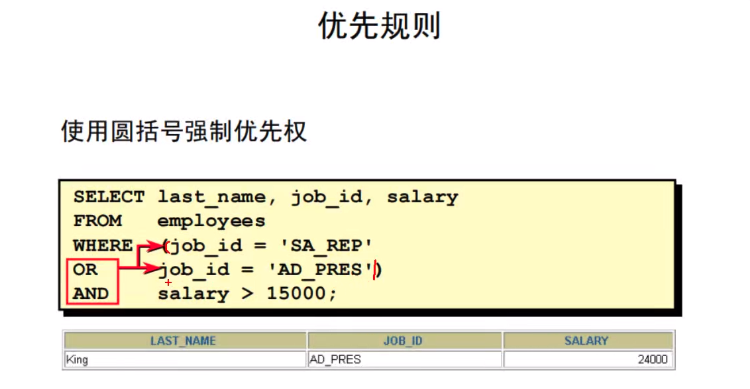 优先规则
使用圆括号强制优先权
SELECT last_name, job_id, salary
FROM employees
WHERE (job_id = 'SA_REP'
OR job_id = 'AD_PRES')
AND salary > 15000;
LAST_NAME JOB_ID SALARY
King AD_PRES 24000